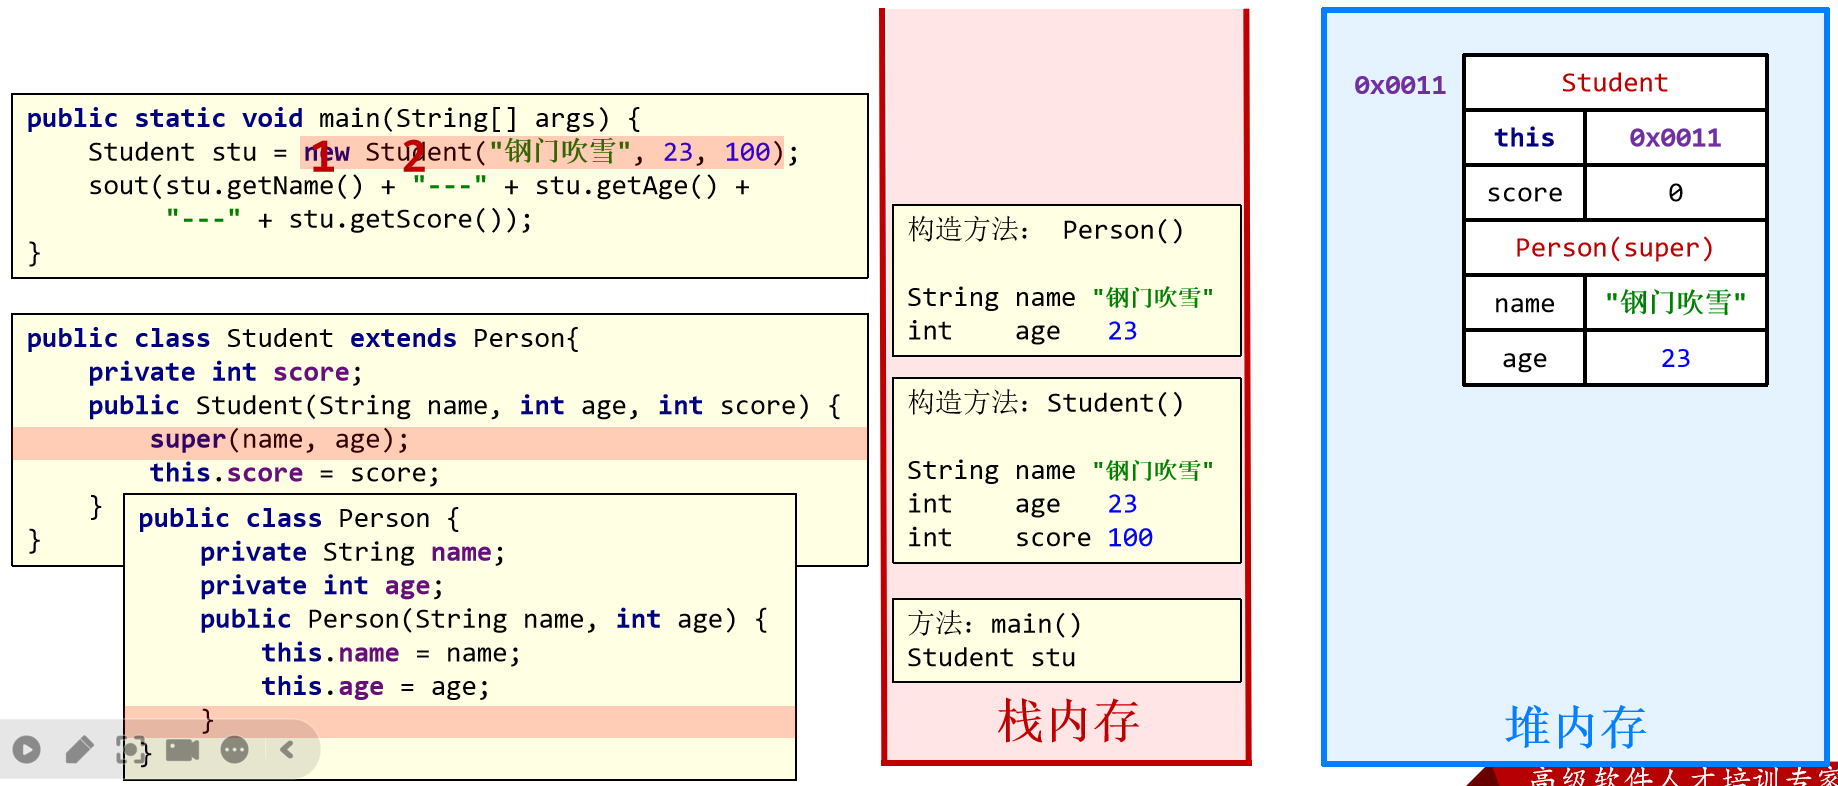 public static void main(String[] args) {
Student stu = new Student("钢门吹雪", 23, 100);
1 2
sout(stu.getName() + "---" + stu.getAge() +
"---" + stu.getScore());
}
public class Student extends Person{
private int score;
public Student(String name, int age, int score) {
super(name, age);
this.score = score;
}
}
public class Person {
private String name;
private int age;
public Person(String name, int age) {
this.name = name;
this.age = age;
}
}
构造方法： Person()
String name "钢门吹雪"
int age 23
构造方法：Student()
String name "钢门吹雪"
int age 23
int score 100
方法：main()
Student stu
栈内存
0x0011
Student
this 0x0011
score 0
Person(super)
name "钢门吹雪"
age 23
堆内存
高级软件人才培训专家